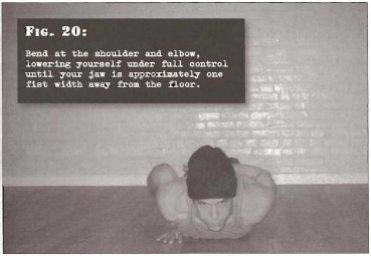 FIG. 20:
Bend at the shoulder and elbow,
lowering yourself under full control
until your jaw is approximately one
fist width away from the floor.